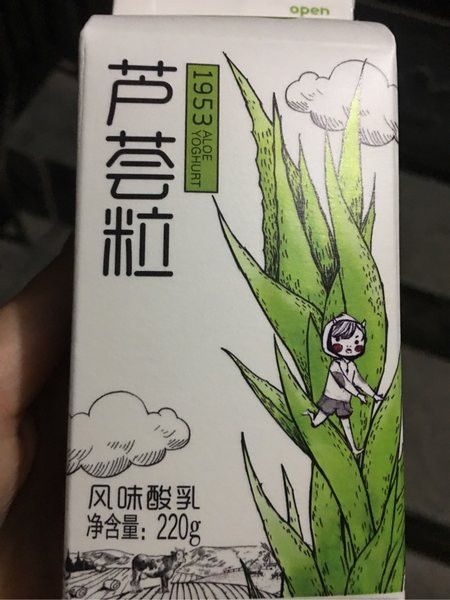 open
芦荟粒
1953 ALOE
YOGHURT
风味酸乳
净含量：220g